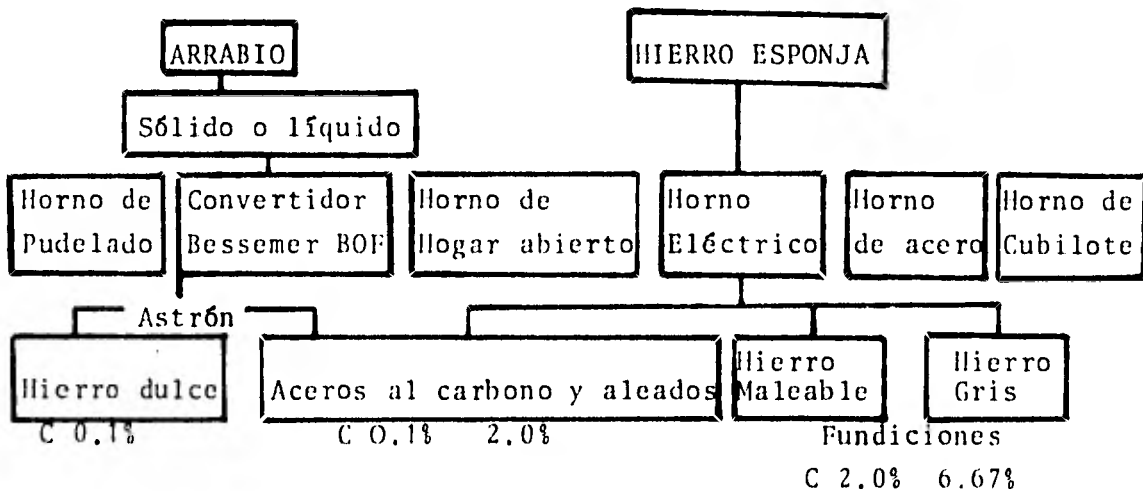 ARRABIO
HIERRO ESPONJA
Sólido o líquido
Horno de
Pudelado
Convertidor
Bessemer BOF
Horno de
Hogar abierto
Horno
Eléctrico
Horno
de acero
Horno de
Cubilote
Astrón
Hierro dulce
Aceros al carbono y aleados
Hierro
Maleable
Hierro
Gris
C 0.1%
C 0.1% 2.0%
Fundiciones
C 2.0% 6.67%